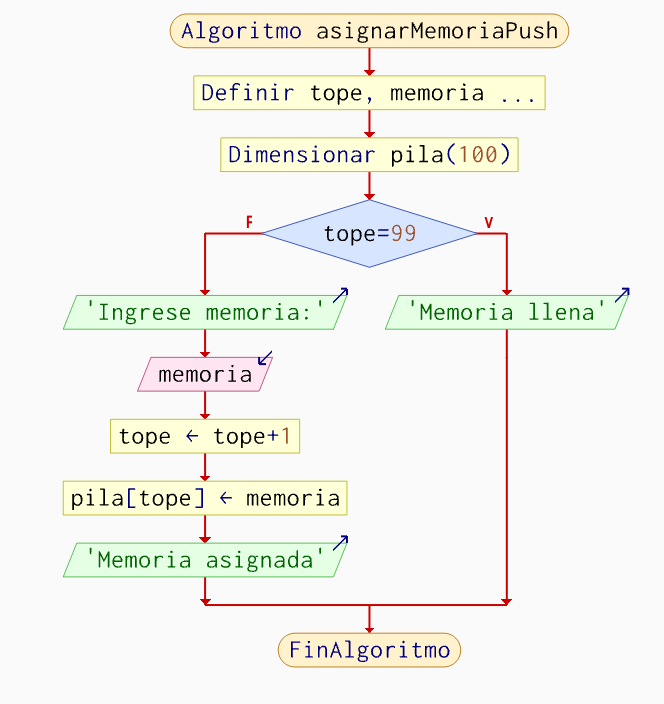 Algoritmo asignarMemoriaPush
Definir tope, memoria ...
Dimensionar pila(100)
tope=99
F
V
'Ingrese memoria:'
'Memoria llena'
memoria
tope ← tope+1
pila[tope] ← memoria
'Memoria asignada'
FinAlgoritmo